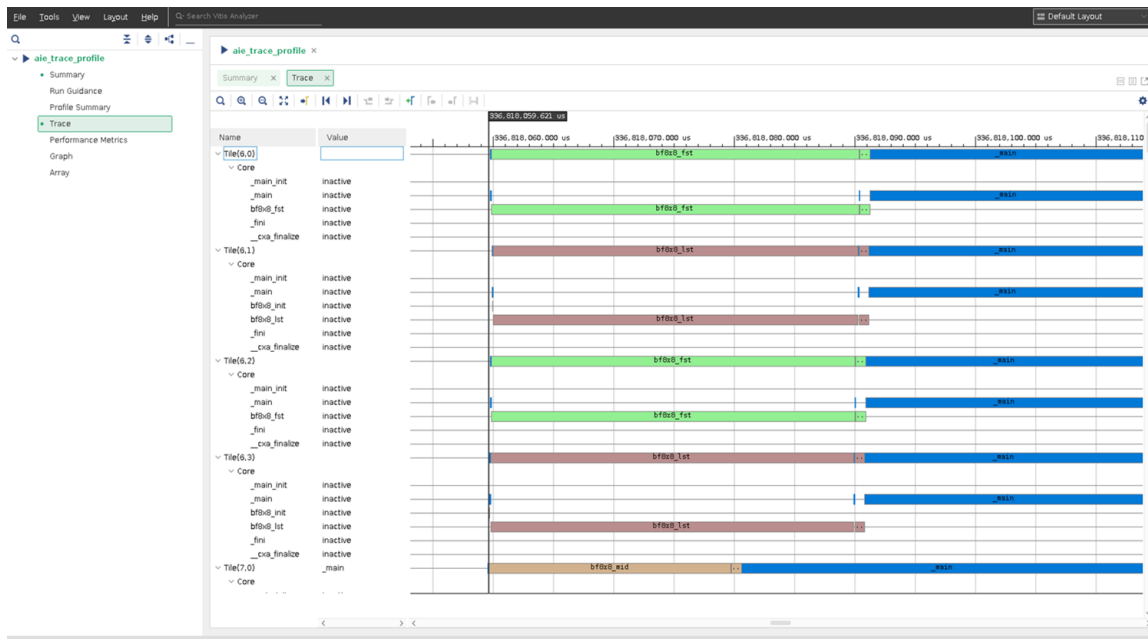 File Tools View Layout Help Q- Search Vitis Analyzer Default Layout
aie_trace_profile
Summary
Run Guidance
Profile Summary
Trace
Performance Metrics
Graph
Array
aie_trace_profile ×
Summary × Trace ×
336,818,059.621 us
Name Value 336,818,060.000 us 336,818,070.000 us 336,818,080.000 us 336,818,090.000 us 336,818,100.000 us 336,818,110
Tile(6,0) bf8x8_fst .. _main
Core
_main_init inactive
_main inactive _main
bf8x8_fst inactive bf8x8_fst ..
_fini inactive
__cxa_finalize inactive
Tile(6,1) bf8x8_lst .. _main
Core
_main_init inactive
_main inactive _main
bf8x8_init inactive
bf8x8_lst inactive bf8x8_lst ..
_fini inactive
__cxa_finalize inactive
Tile(6,2) bf8x8_fst .. _main
Core
_main_init inactive
_main inactive _main
bf8x8_fst inactive bf8x8_fst ..
_fini inactive
__cxa_finalize inactive
Tile(6,3) bf8x8_lst .. _main
Core
_main_init inactive
_main inactive _main
bf8x8_init inactive
bf8x8_lst inactive bf8x8_lst ..
_fini inactive
__cxa_finalize inactive
Tile(7,0) _main bf8x8_mid .. _main
Core